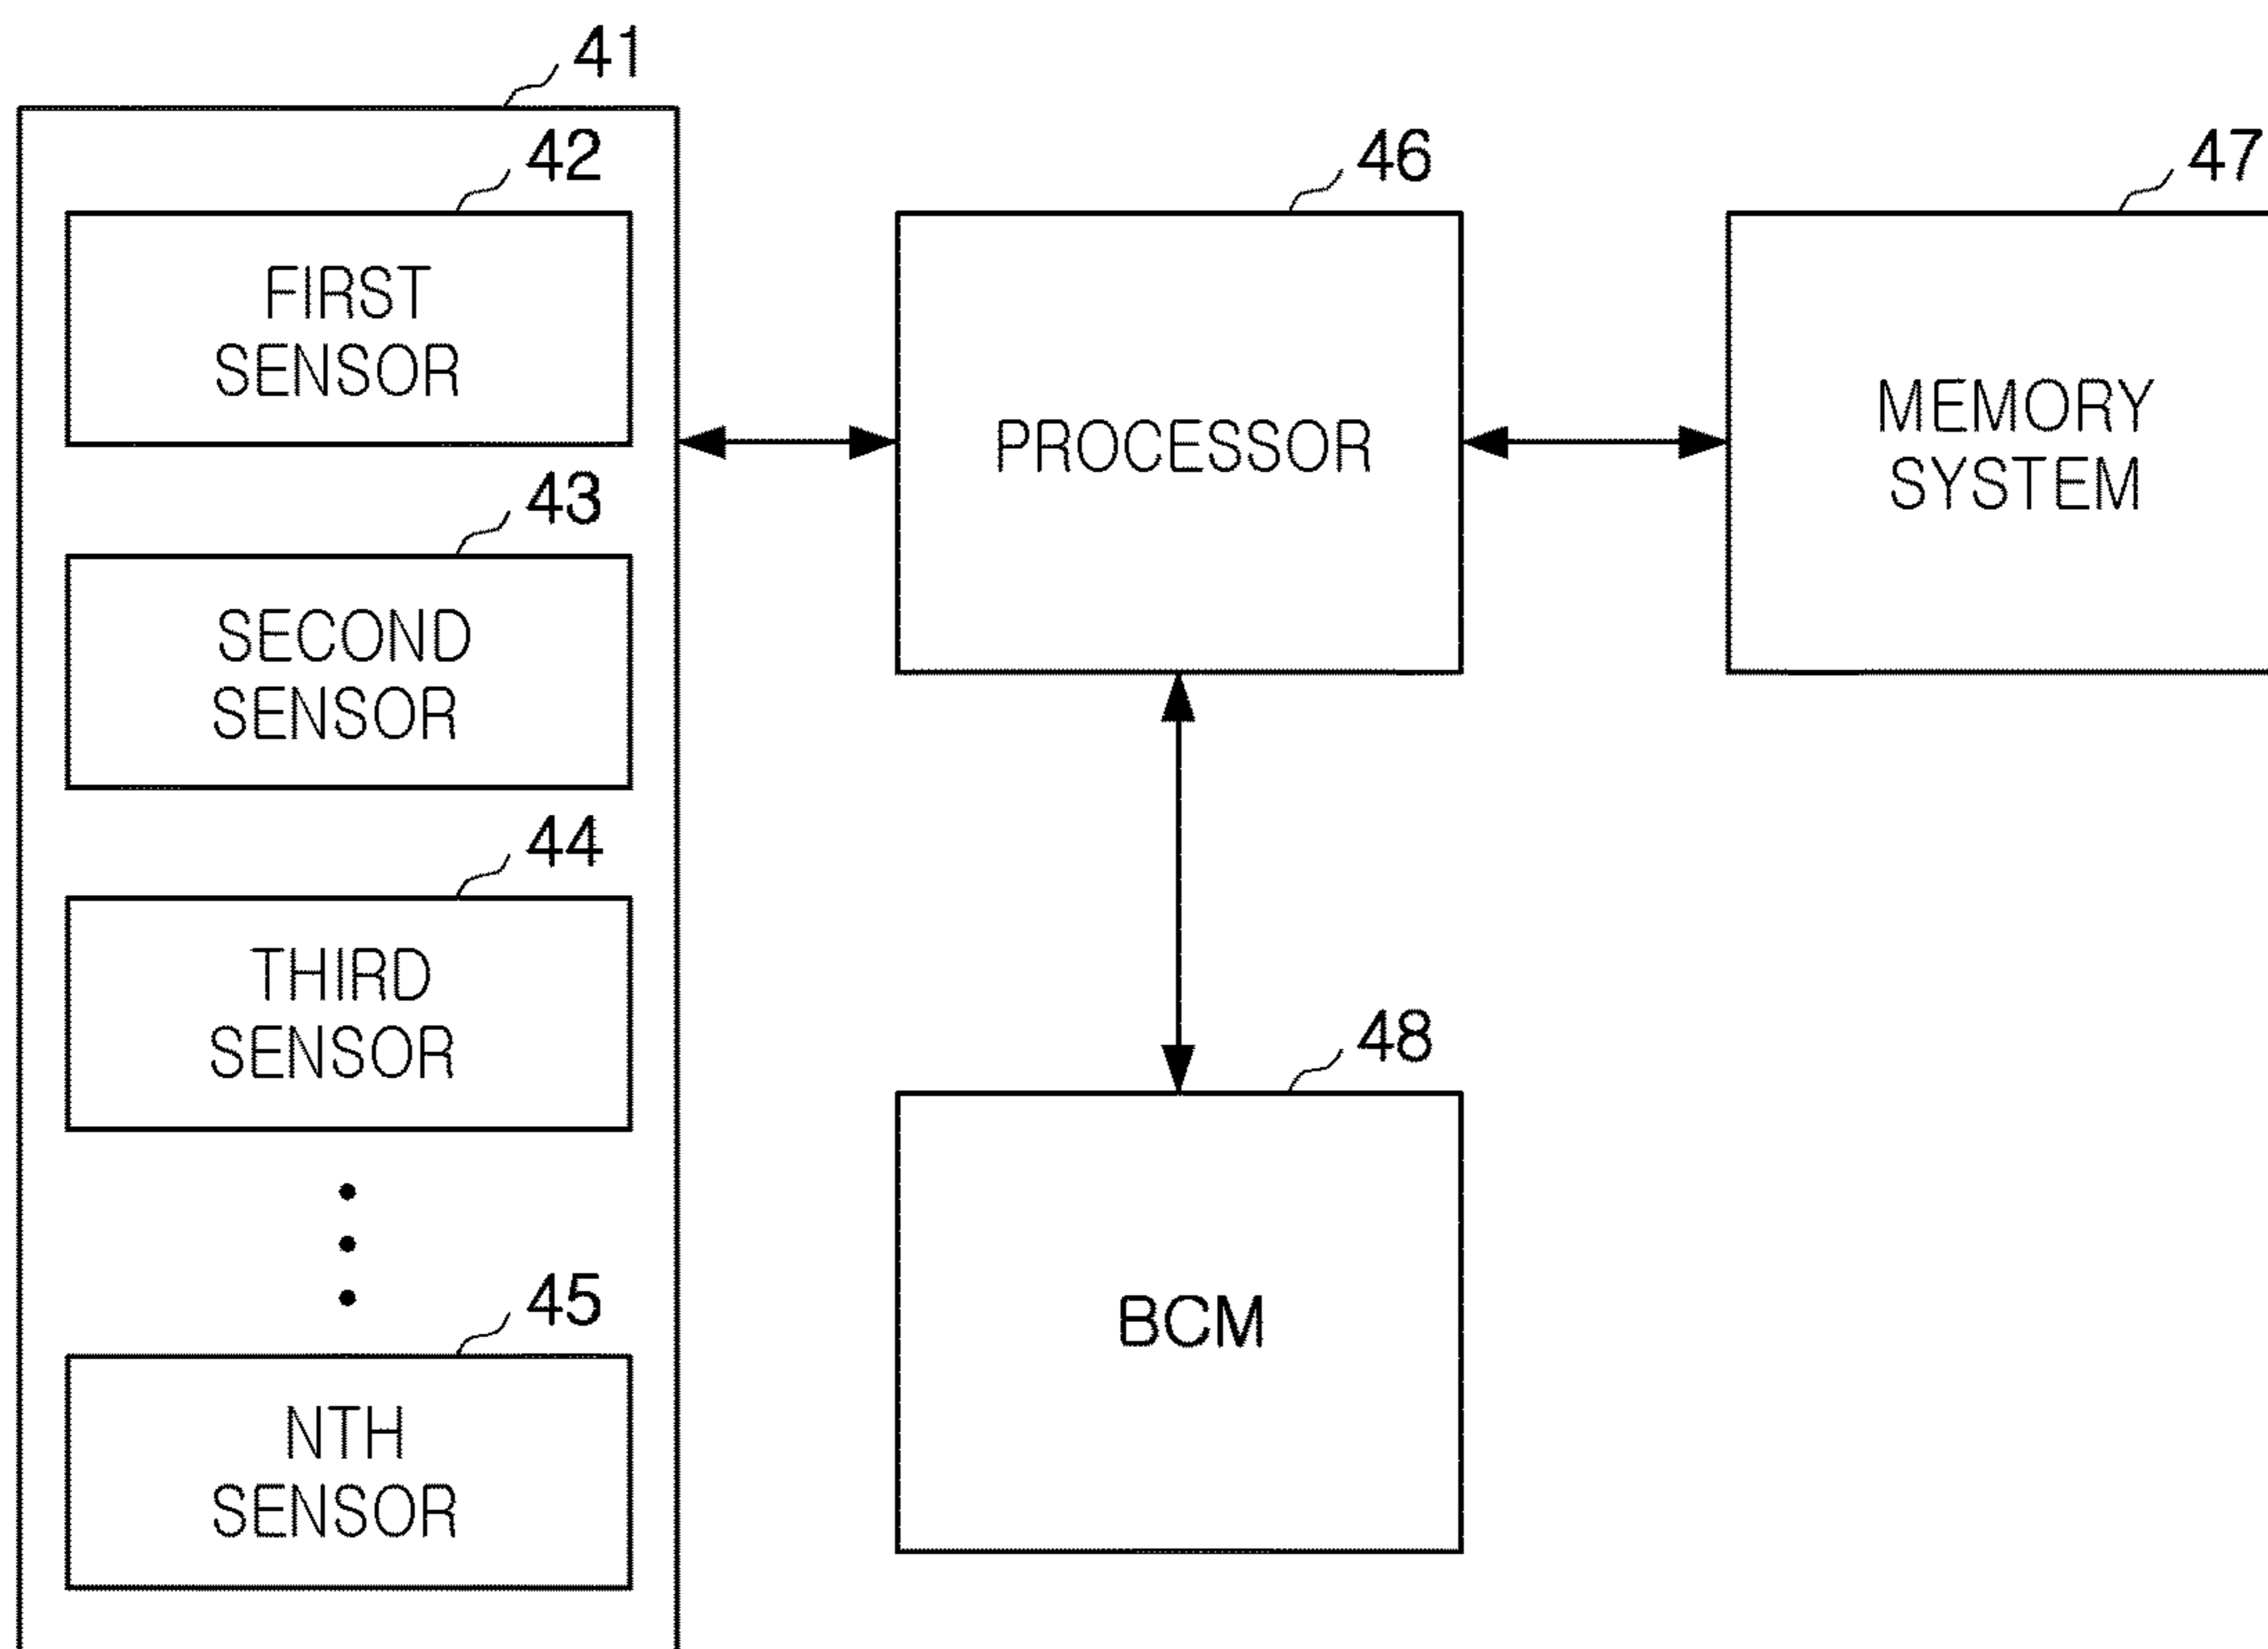 41
42
FIRST
SENSOR
43
SECOND
SENSOR
44
THIRD
SENSOR
45
NTH
SENSOR
46
PROCESSOR
47
MEMORY
SYSTEM
48
BCM